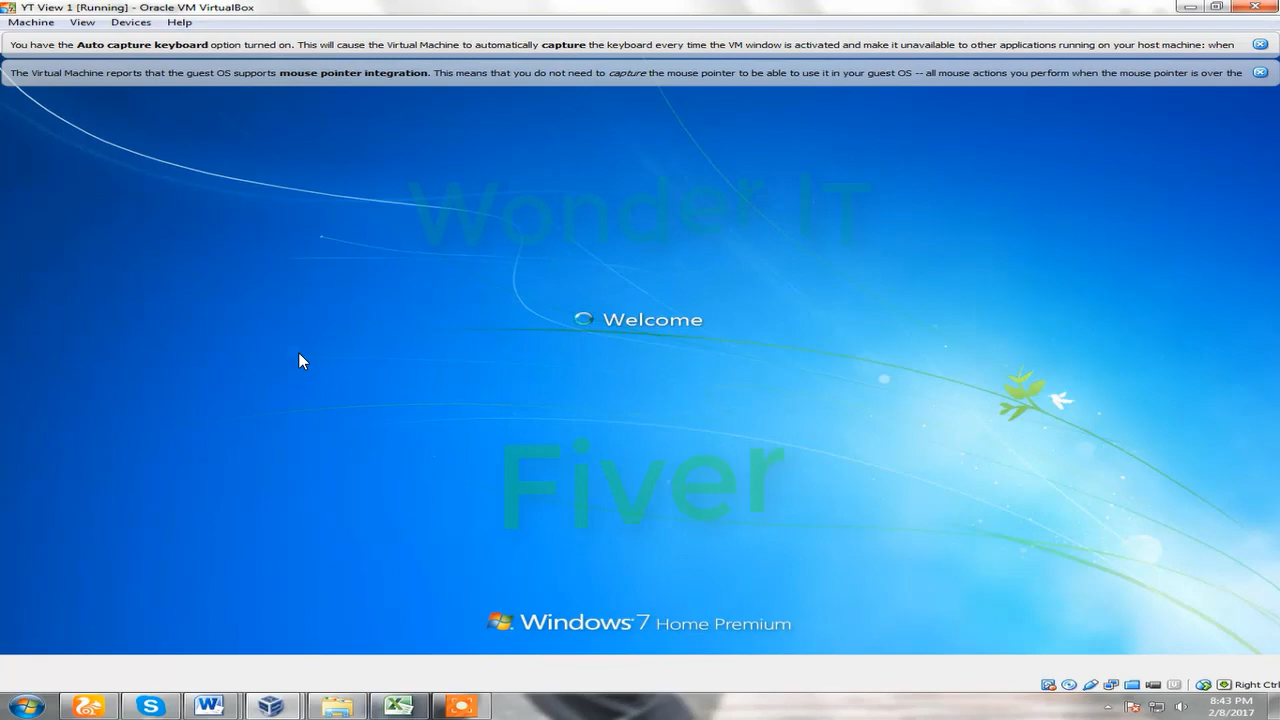 YT View 1 [Running] - Oracle VM VirtualBox
Machine View Devices Help
You have the Auto capture keyboard option turned on. This will cause the Virtual Machine to automatically capture the keyboard every time the VM window is activated and make it unavailable to other applications running on your host machine: when
The Virtual Machine reports that the guest OS supports mouse pointer integration. This means that you do not need to capture the mouse pointer to be able to use it in your guest OS -- all mouse actions you perform when the mouse pointer is over the
Wonder IT
Welcome
Fiver
Windows 7 Home Premium
Right Ctrl
8:43 PM
2/8/2017